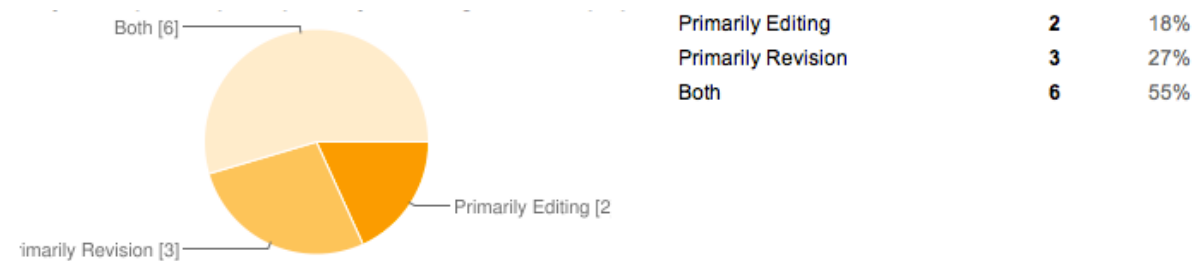 Both [6]
Primarily Editing [2
imarily Revision [3]
Primarily Editing 2 18%
Primarily Revision 3 27%
Both 6 55%